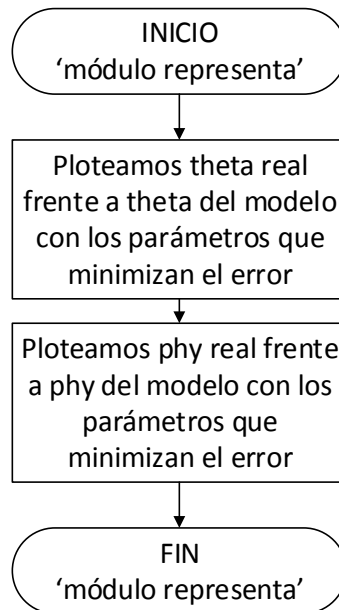 INICIO
‘módulo representa’
Ploteamos theta real
frente a theta del modelo
con los parámetros que
minimizan el error
Ploteamos phy real frente
a phy del modelo con los
parámetros que
minimizan el error
FIN
‘módulo representa’